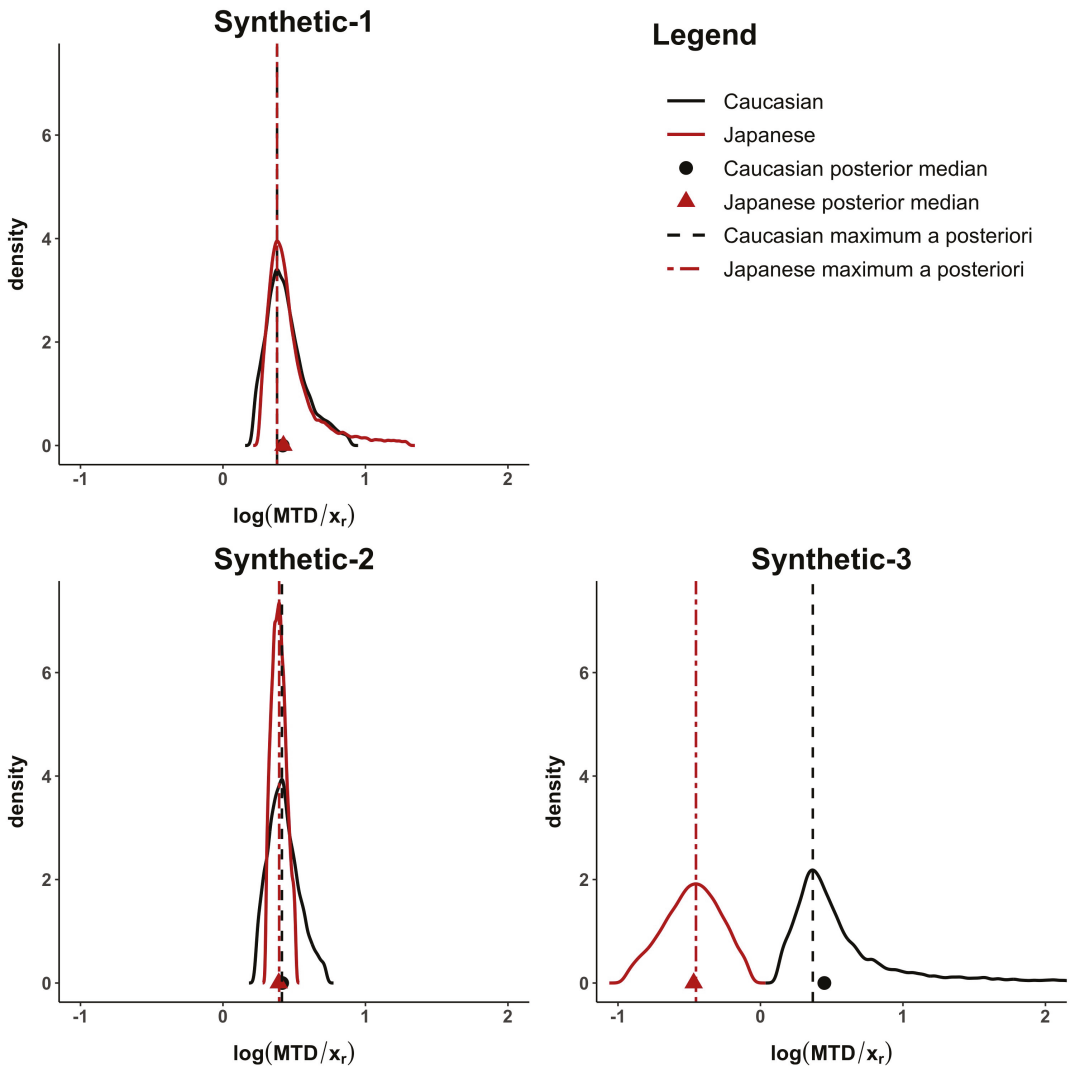 Synthetic-1
density
6
4
2
0
-1 0 1 2
log(MTD/xr)
Legend
Caucasian
Japanese
Caucasian posterior median
Japanese posterior median
Caucasian maximum a posteriori
Japanese maximum a posteriori
Synthetic-2
density
6
4
2
0
-1 0 1 2
log(MTD/xr)
Synthetic-3
density
6
4
2
0
-1 0 1 2
log(MTD/xr)